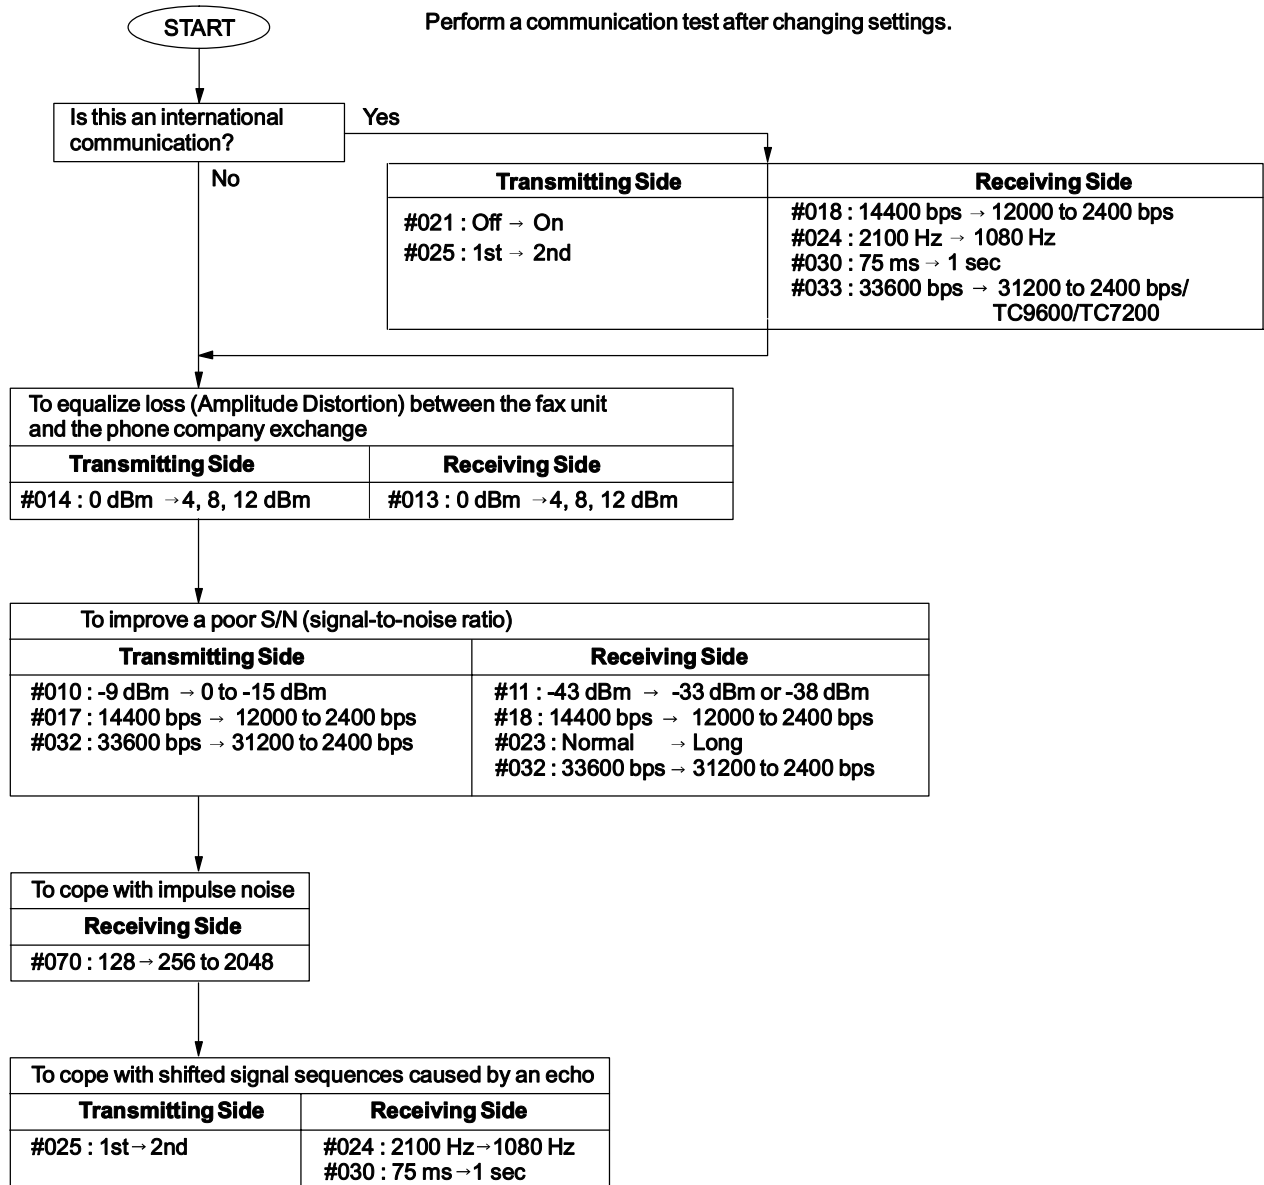 START
Perform a communication test after changing settings.
Is this an international
communication?
Yes
No
Transmitting Side
#021 : Off → On
#025 : 1st → 2nd
Receiving Side
#018 : 14400 bps → 12000 to 2400 bps
#024 : 2100 Hz → 1080 Hz
#030 : 75 ms → 1 sec
#033 : 33600 bps → 31200 to 2400 bps/
TC9600/TC7200
To equalize loss (Amplitude Distortion) between the fax unit
and the phone company exchange
Transmitting Side
#014 : 0 dBm → 4, 8, 12 dBm
Receiving Side
#013 : 0 dBm → 4, 8, 12 dBm
To improve a poor S/N (signal-to-noise ratio)
Transmitting Side
#010 : -9 dBm → 0 to -15 dBm
#017 : 14400 bps → 12000 to 2400 bps
#032 : 33600 bps → 31200 to 2400 bps
Receiving Side
#11 : -43 dBm → -33 dBm or -38 dBm
#18 : 14400 bps → 12000 to 2400 bps
#023 : Normal → Long
#032 : 33600 bps → 31200 to 2400 bps
To cope with impulse noise
Receiving Side
#070 : 128 → 256 to 2048
To cope with shifted signal sequences caused by an echo
Transmitting Side
#025 : 1st → 2nd
Receiving Side
#024 : 2100 Hz → 1080 Hz
#030 : 75 ms → 1 sec